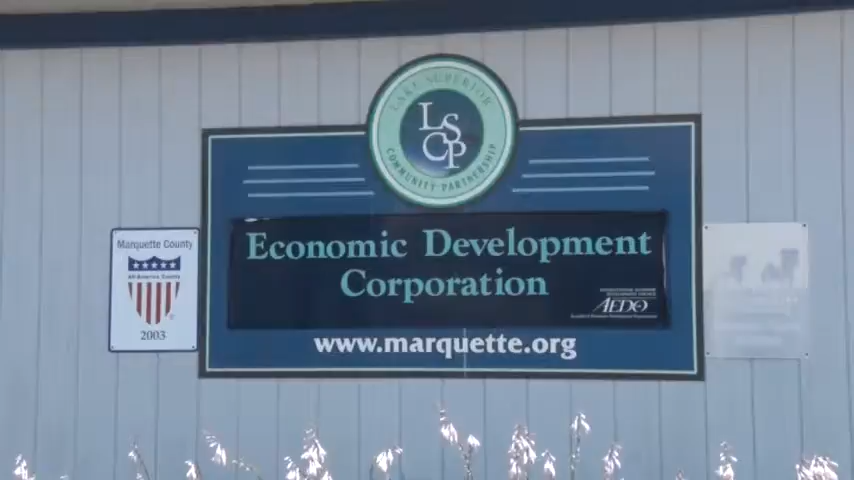 LAKE SUPERIOR
LSCP
COMMUNITY PARTNERSHIP
Economic Development
Corporation
AEDO
www.marquette.org
Marquette County
All-America County
2003